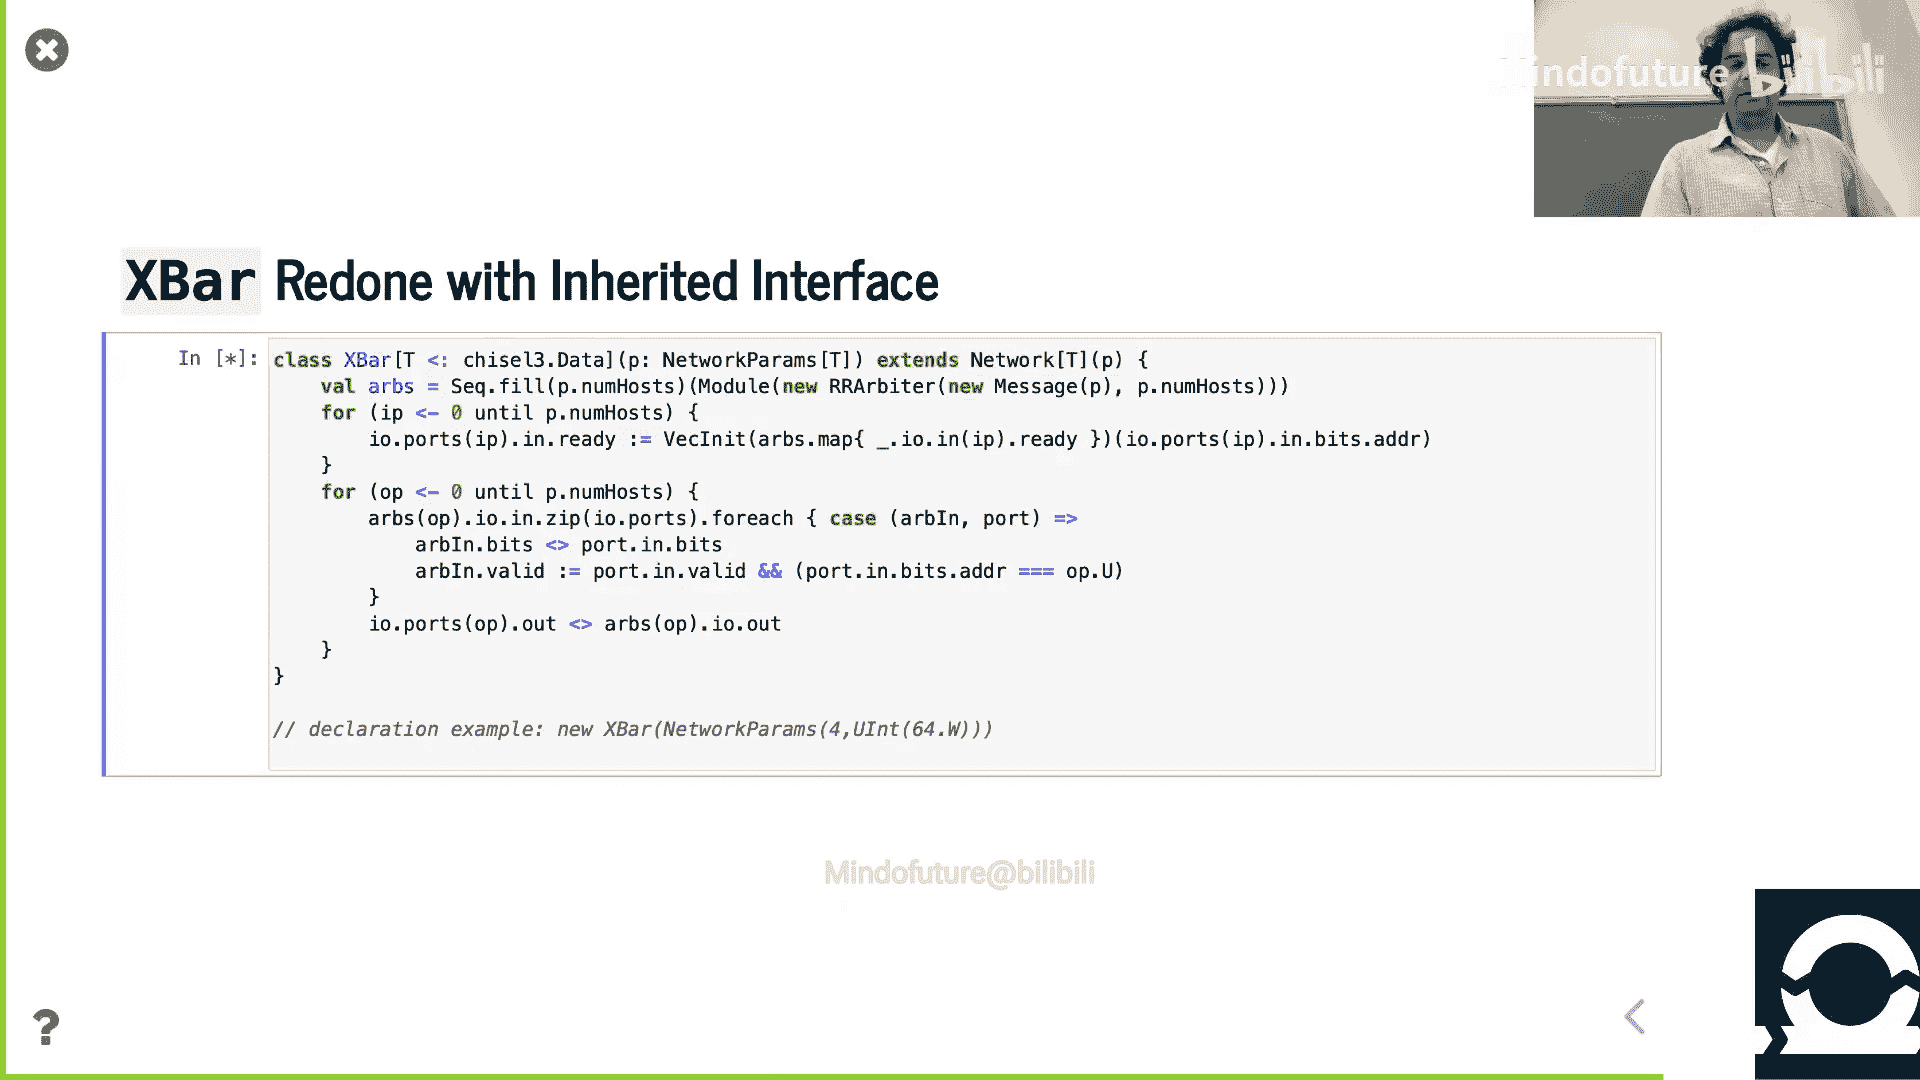 indofuture bilibili
XBar Redone with Inherited Interface
In [*]:
class XBar[T <: chisel3.Data](p: NetworkParams[T]) extends Network[T](p) {
    val arbs = Seq.fill(p.numHosts)(Module(new RRArbiter(new Message(p), p.numHosts)))
    for (ip <- 0 until p.numHosts) {
        io.ports(ip).in.ready := VecInit(arbs.map{ _.io.in(ip).ready })(io.ports(ip).in.bits.addr)
    }
    for (op <- 0 until p.numHosts) {
        arbs(op).io.in.zip(io.ports).foreach { case (arbIn, port) =>
            arbIn.bits <> port.in.bits
            arbIn.valid := port.in.valid && (port.in.bits.addr === op.U)
        }
        io.ports(op).out <> arbs(op).io.out
    }
}
// declaration example: new XBar(NetworkParams(4,UInt(64.W)))
Mindofuture@bilibili
?